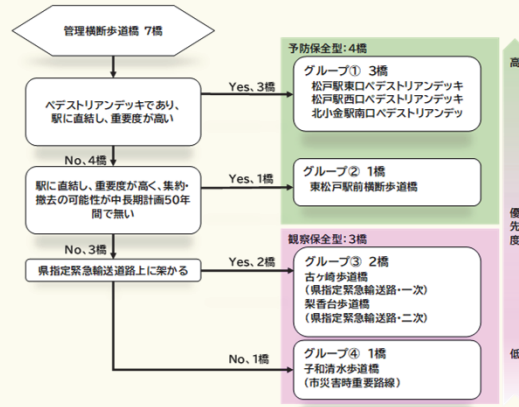 管理横断歩道橋 7橋
予防保全型:4橋
高
ペデストリアンデッキであり、
駅に直結し、重要度が高い
Yes、3橋
グループ① 3橋
松戸駅東口ペデストリアンデッキ
松戸駅西口ペデストリアンデッキ
北小金駅南口ペデストリアンデッ
No、4橋
駅に直結し、重要度が高く、集約・
撤去の可能性が中長期計画50年
間で無い
Yes、1橋
グループ② 1橋
東松戸駅前横断歩道橋
優
先
度
No、3橋
観察保全型:3橋
県指定緊急輸送道路上に架かる
Yes、2橋
グループ③ 2橋
古ヶ崎歩道橋
(県指定緊急輸送路・一次)
梨香台歩道橋
(県指定緊急輸送路・二次)
No、1橋
グループ④ 1橋
子和清水歩道橋
(市災害時重要路線)
低